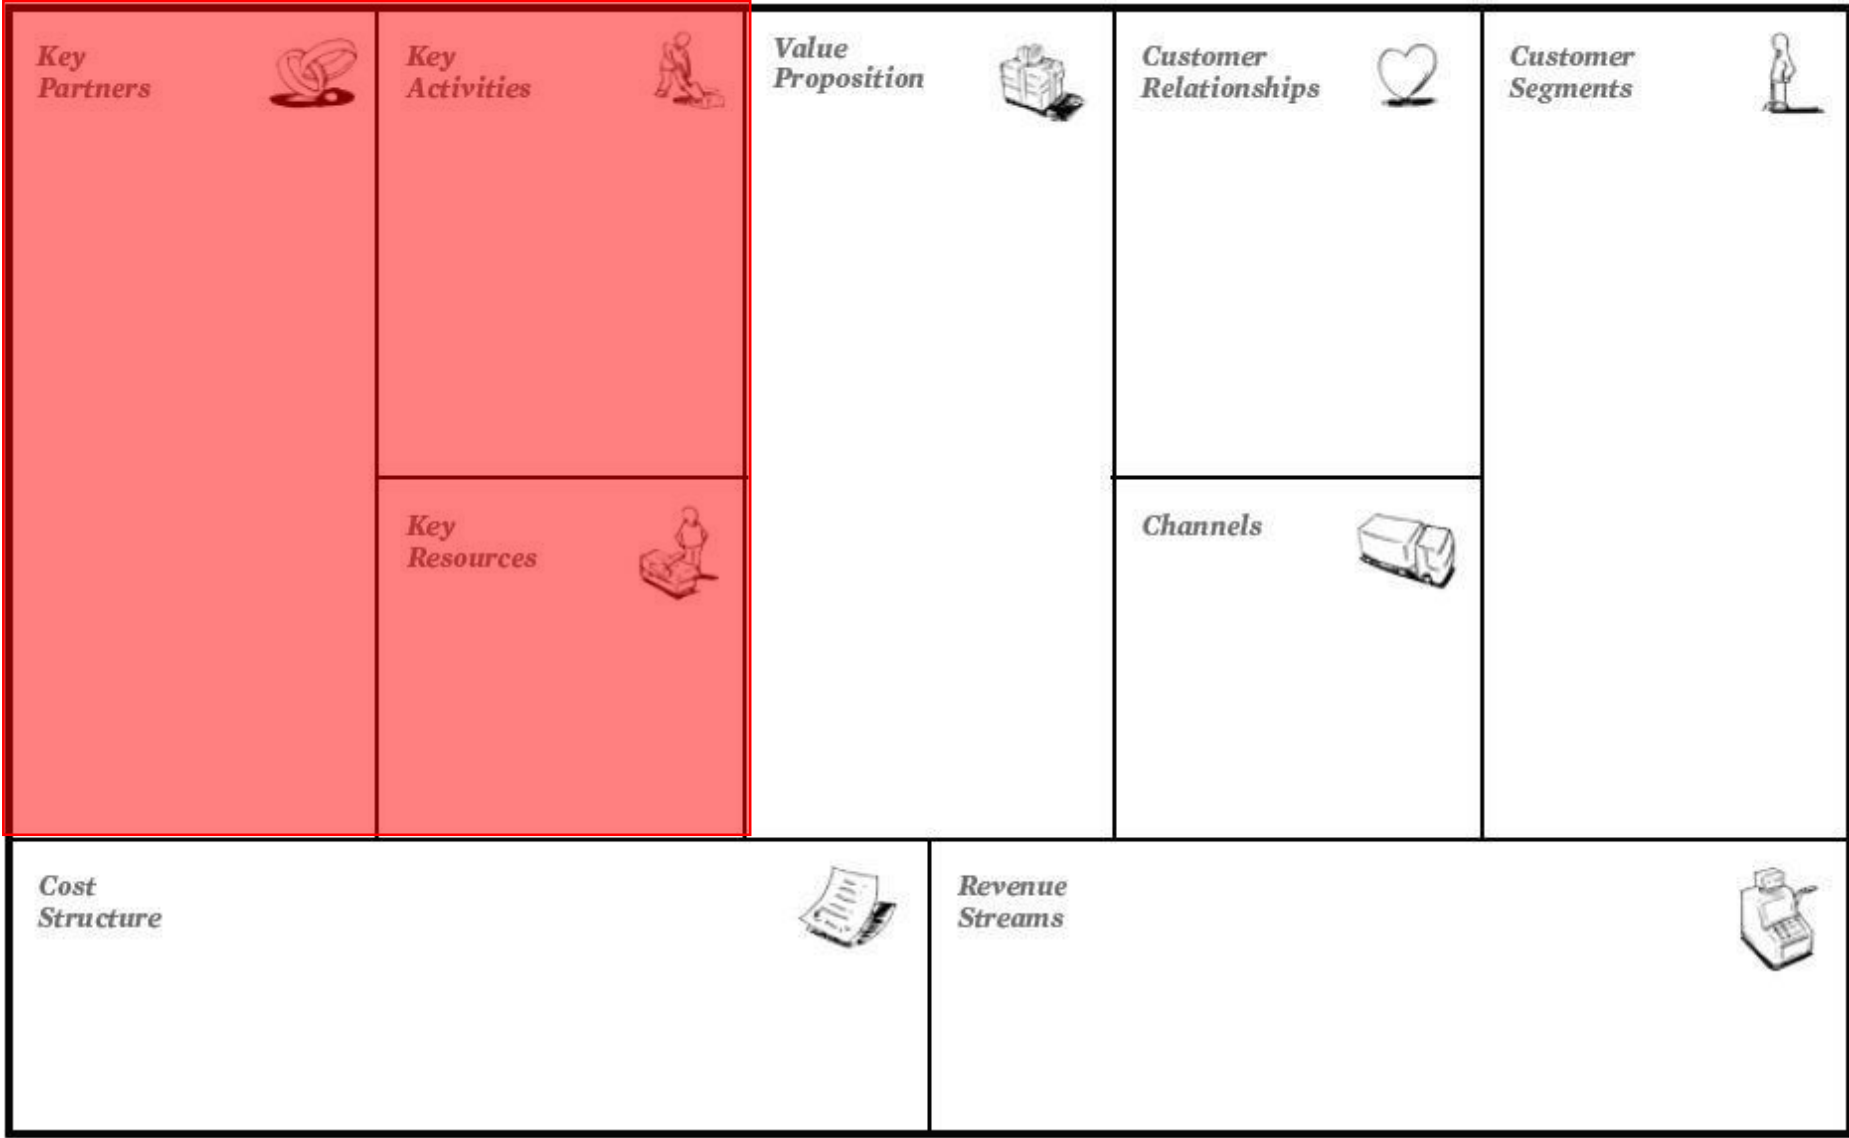 Key
Partners
Key
Activities
Key
Resources
Value
Proposition
Customer
Relationships
Channels
Customer
Segments
Cost
Structure
Revenue
Streams